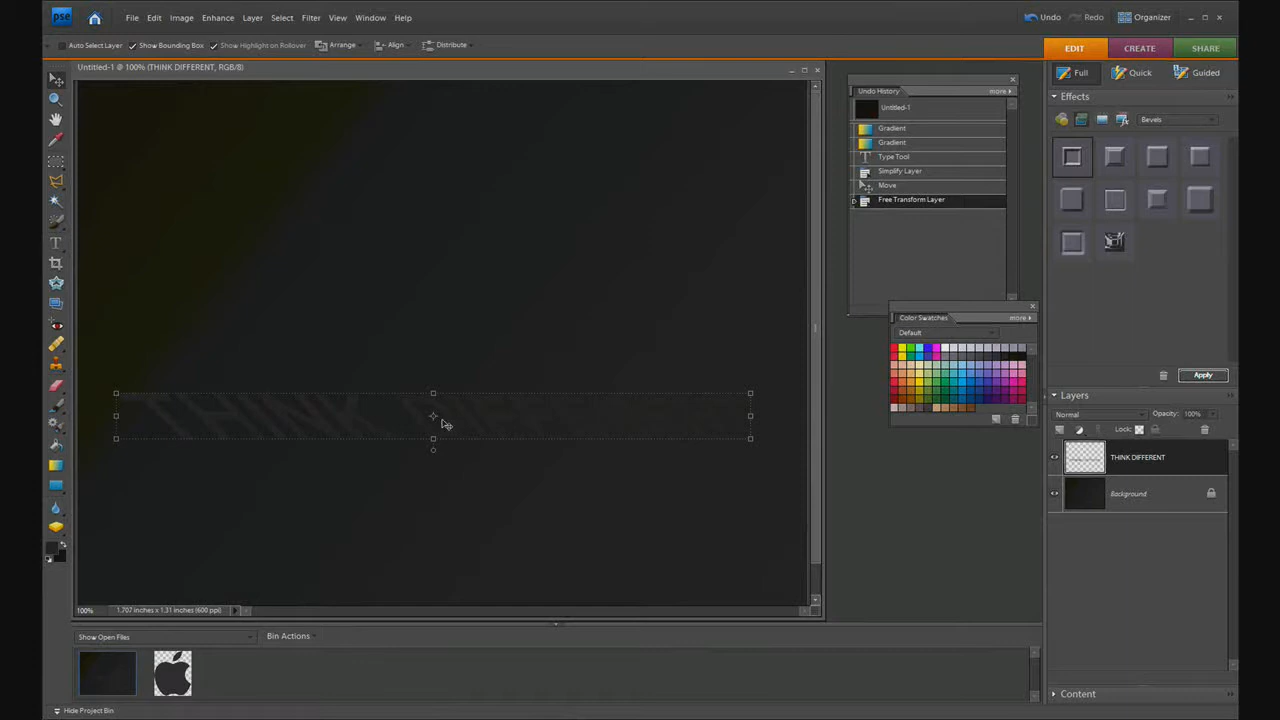 pse File Edit Image Enhance Layer Select Filter View Window Help Undo Redo Organizer
Auto Select Layer Show Bounding Box Show Highlight on Rollover Arrange Align Distribute EDIT CREATE SHARE
Untitled-1 @ 100% (THINK DIFFERENT, RGB/8)
Full Quick Guided
Undo History more
Effects
Untitled-1
Bevels
Gradient
Gradient
Type Tool
Simplify Layer
Move
Free Transform Layer
Color Swatches more
Default
Apply
Layers
Normal Opacity: 100%
Lock:
THINK
THINK DIFFERENT
Background
100% 1.707 inches x 1.31 inches (600 ppi)
Show Open Files Bin Actions
Content
Hide Project Bin